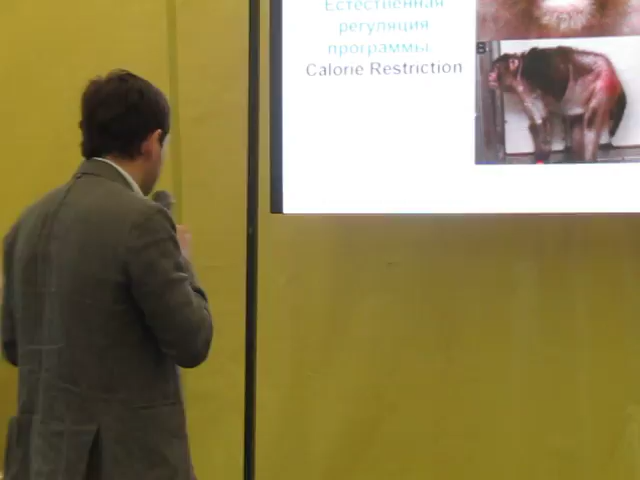 Естественная
регуляция
программы.
Calorie Restriction
B